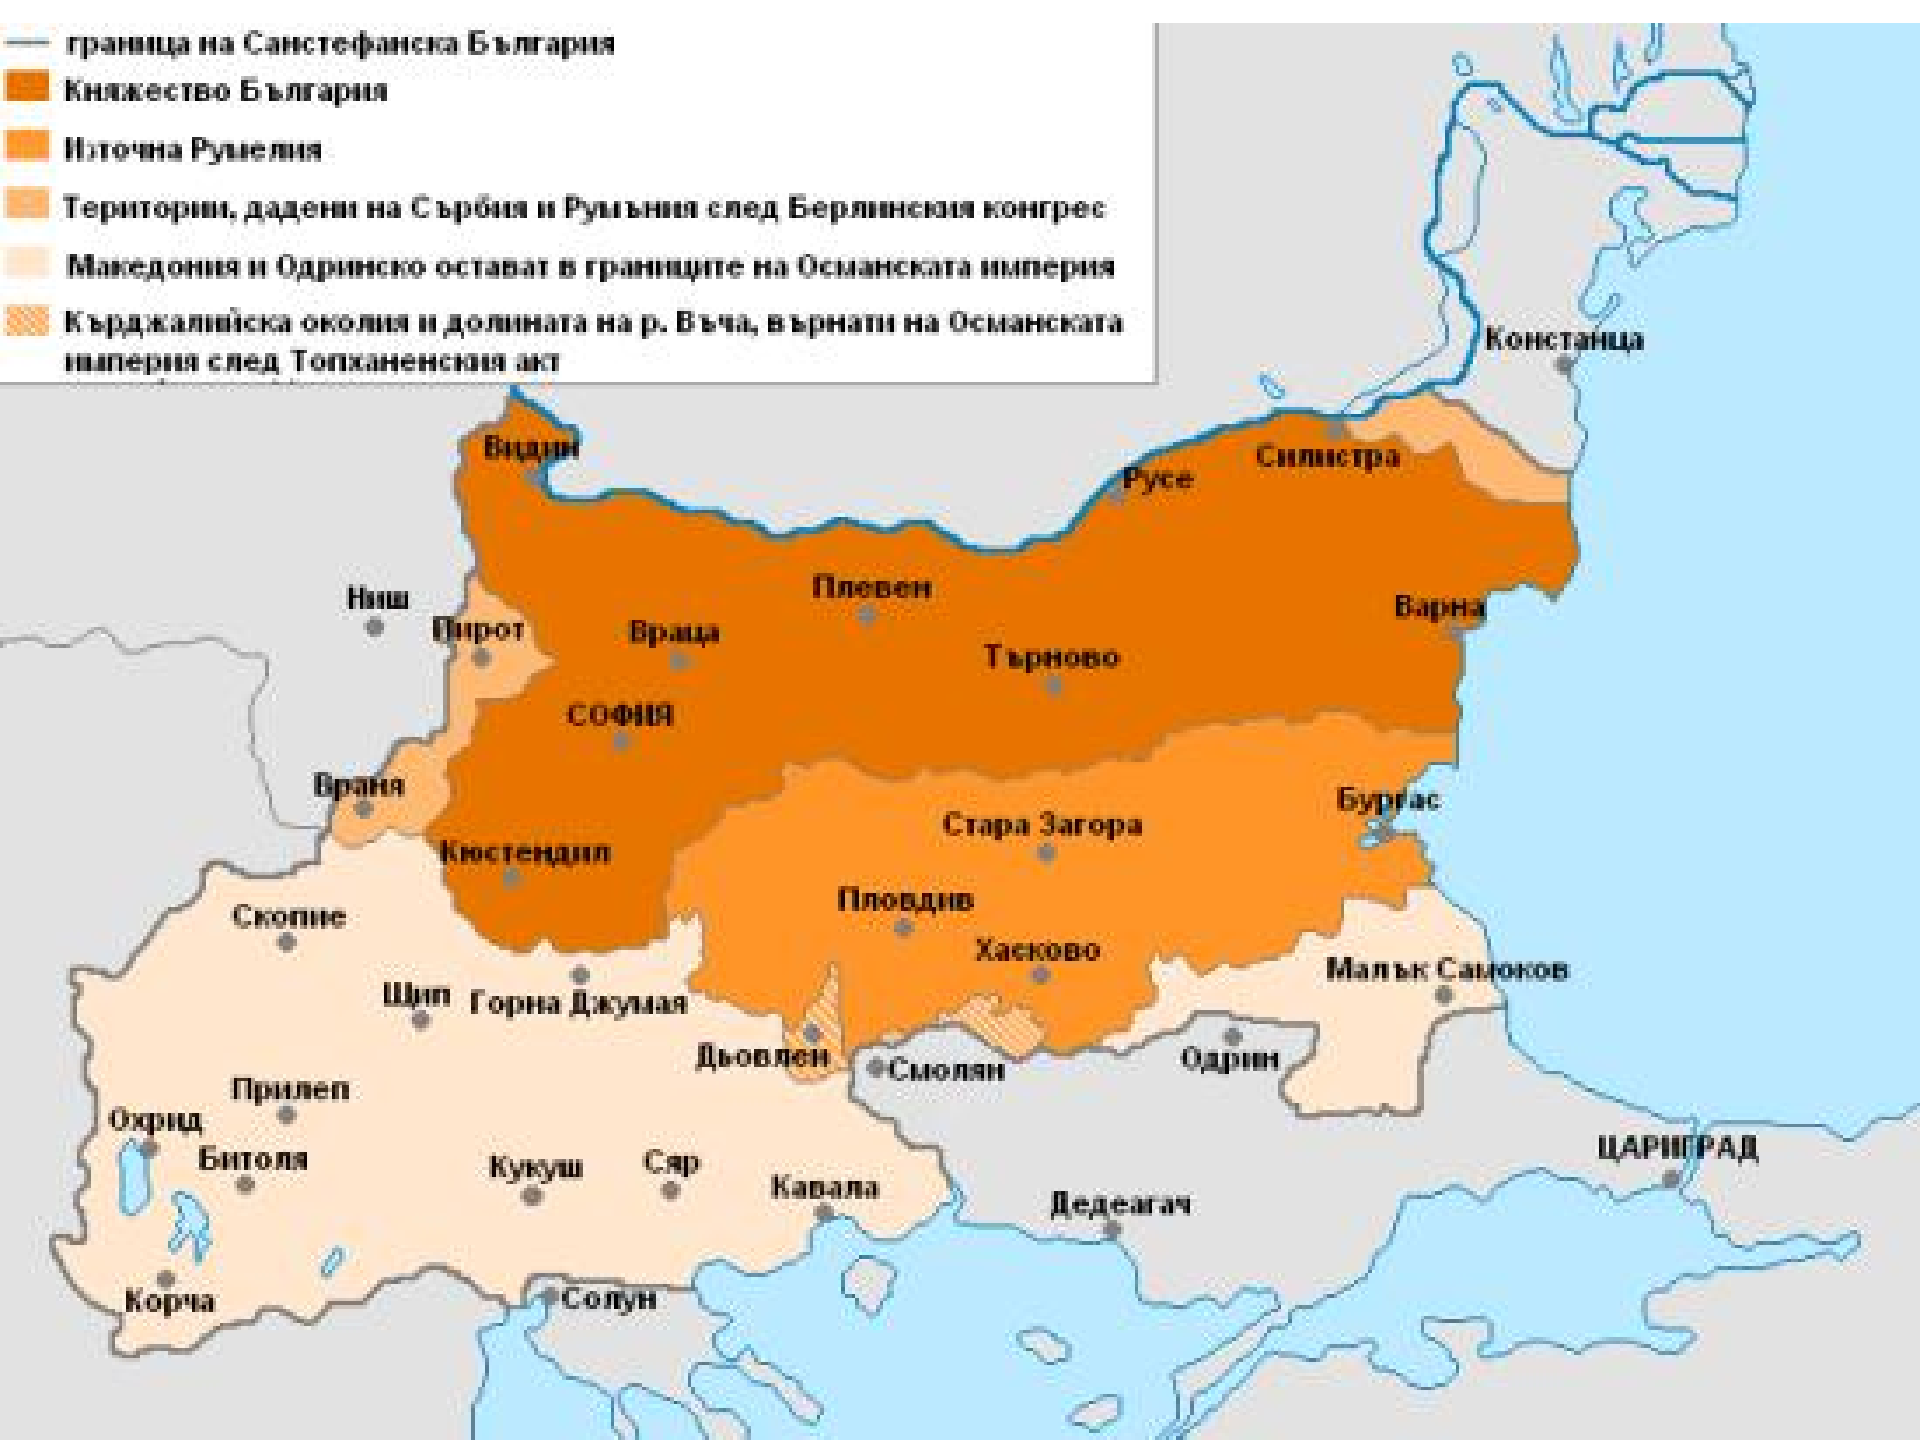 граница на Санстефанска България
Княжество България
Източна Румелия
Територии, дадени на Сърбия и Румъния след Берлинския конгрес
Македония и Одринско остават в границите на Османската империя
Кърджалийска околия и долината на р. Въча, върнати на Османската
империя след Топханенския акт
Констанца
Видин
Силистра
Русе
Плевен
Ниш
Варна
Пирот
Враца
Търново
СОФИЯ
Враня
Бургас
Стара Загора
Кюстендил
Пловдив
Скопие
Хасково
Малък Самоков
Щип
Горна Джумая
Дьовлен
Смолян
Одрин
Прилеп
Охрид
Битоля
Кукуш
Сяр
ЦАРИГРАД
Кавала
Дедеагач
Корча
Солун